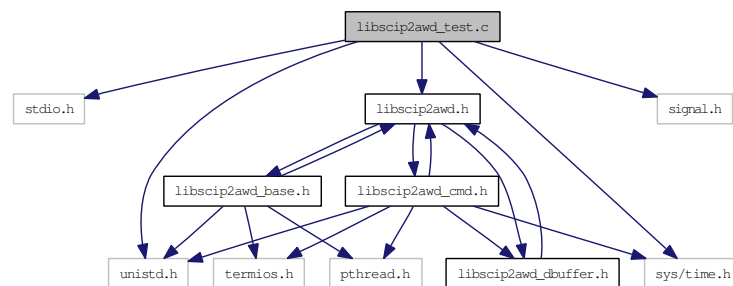 libscip2awd_test.c
stdio.h
libscip2awd.h
signal.h
libscip2awd_base.h
libscip2awd_cmd.h
unistd.h
termios.h
pthread.h
libscip2awd_dbuffer.h
sys/time.h